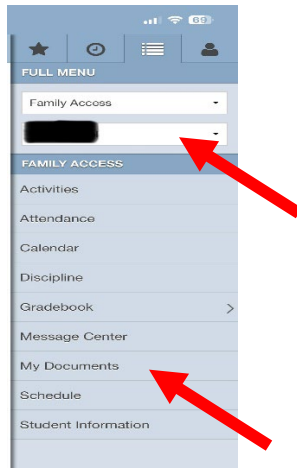 69
FULL MENU
Family Access
FAMILY ACCESS
Activities
Attendance
Calendar
Discipline
Gradebook
Message Center
My Documents
Schedule
Student Information